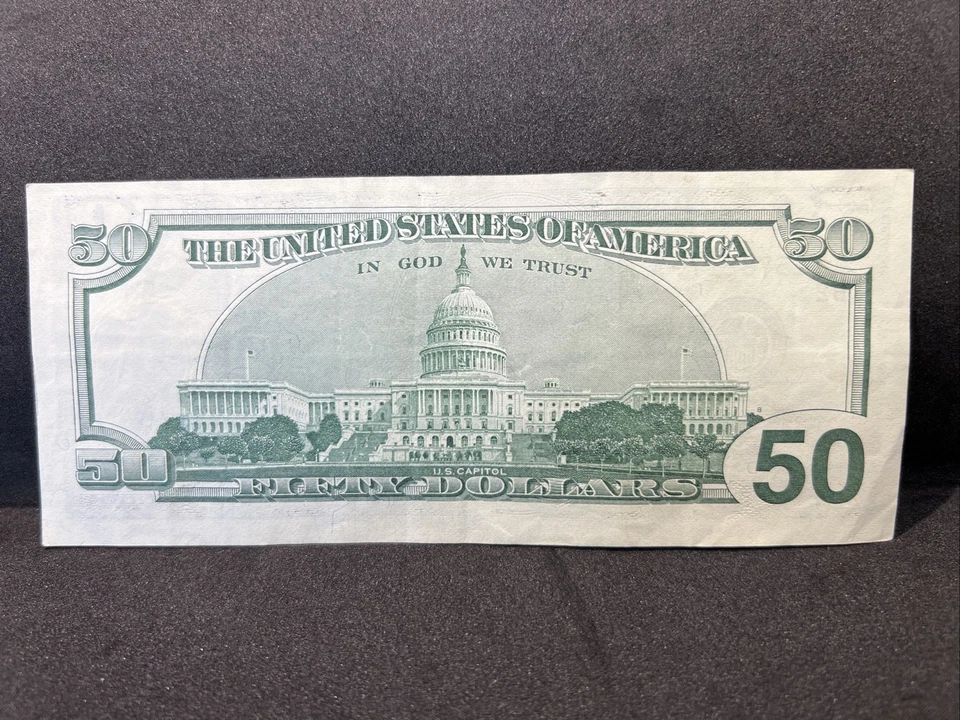 50 THE UNITED STATES OF AMERICA 50
IN GOD WE TRUST
U.S. CAPITOL
50 FIFTY DOLLARS 50